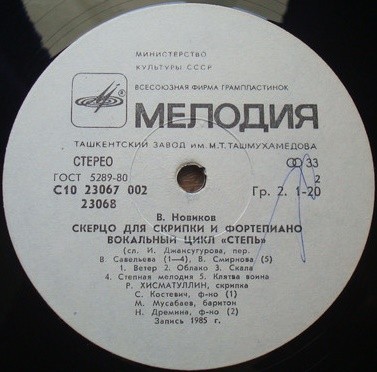 МИНИСТЕРСТВО
КУЛЬТУРЫ СССР
ВСЕСОЮЗНАЯ ФИРМА ГРАМПЛАСТИНОК
МЕЛОДИЯ
ТАШКЕНТСКИЙ ЗАВОД ИМ. М.Т.ТАШМУХАМЕДОВА
СТЕРЕО
33
ГОСТ 5289-80
2
С10 23067 002
Гр. 2. 1-20
23068
В. Новиков
СКЕРЦО ДЛЯ СКРИПКИ И ФОРТЕПИАНО
ВОКАЛЬНЫЙ ЦИКЛ «СТЕПЬ»
(сл. И. Джансугурова, пер.
В. Савельева (1—4), В. Смирнова (5)
1. Ветер 2. Облако 3. Скала
4. Степная мелодия 5. Клятва воина
Р. ХИСМАТУЛЛИН, скрипка
С. Костевич, ф-но (1)
М. Мусабаев, баритон
Н. Дремина, ф-но (2)
Запись 1985 г.